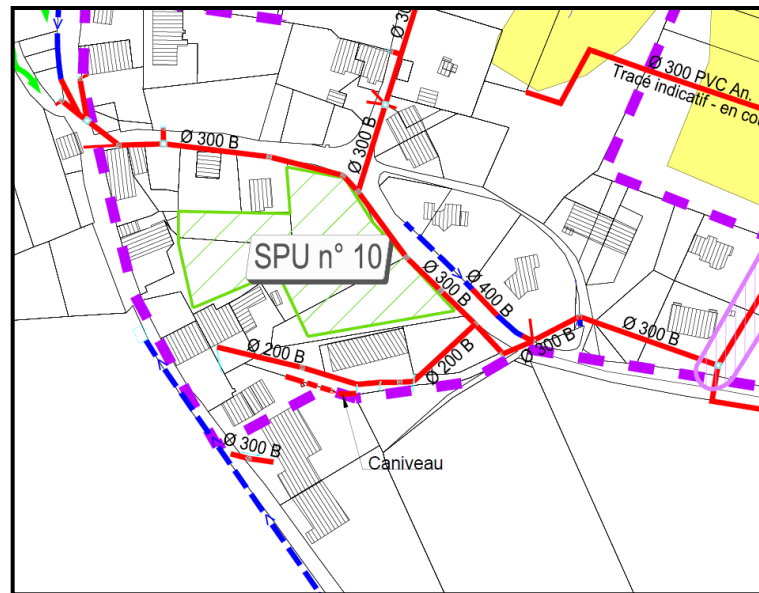 Ø 30
Ø 300 PVC An.
Tracé indicatif - en co
Ø 300 B
Ø 300 B
SPU n° 10
Ø 300 B
Ø 400 B
Ø 300 B
Ø 300 B
Ø 200 B
Ø 200 B
Ø 300 B
Caniveau